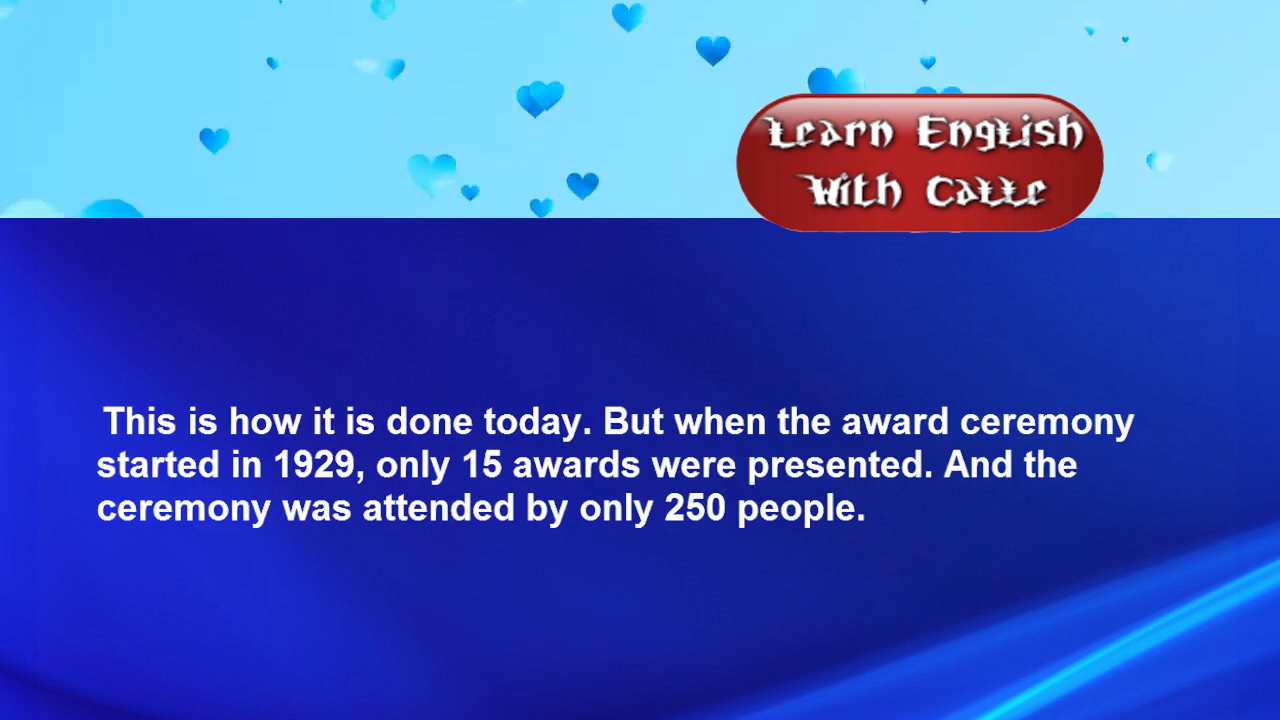 Learn English
With Catte
This is how it is done today. But when the award ceremony
started in 1929, only 15 awards were presented. And the
ceremony was attended by only 250 people.